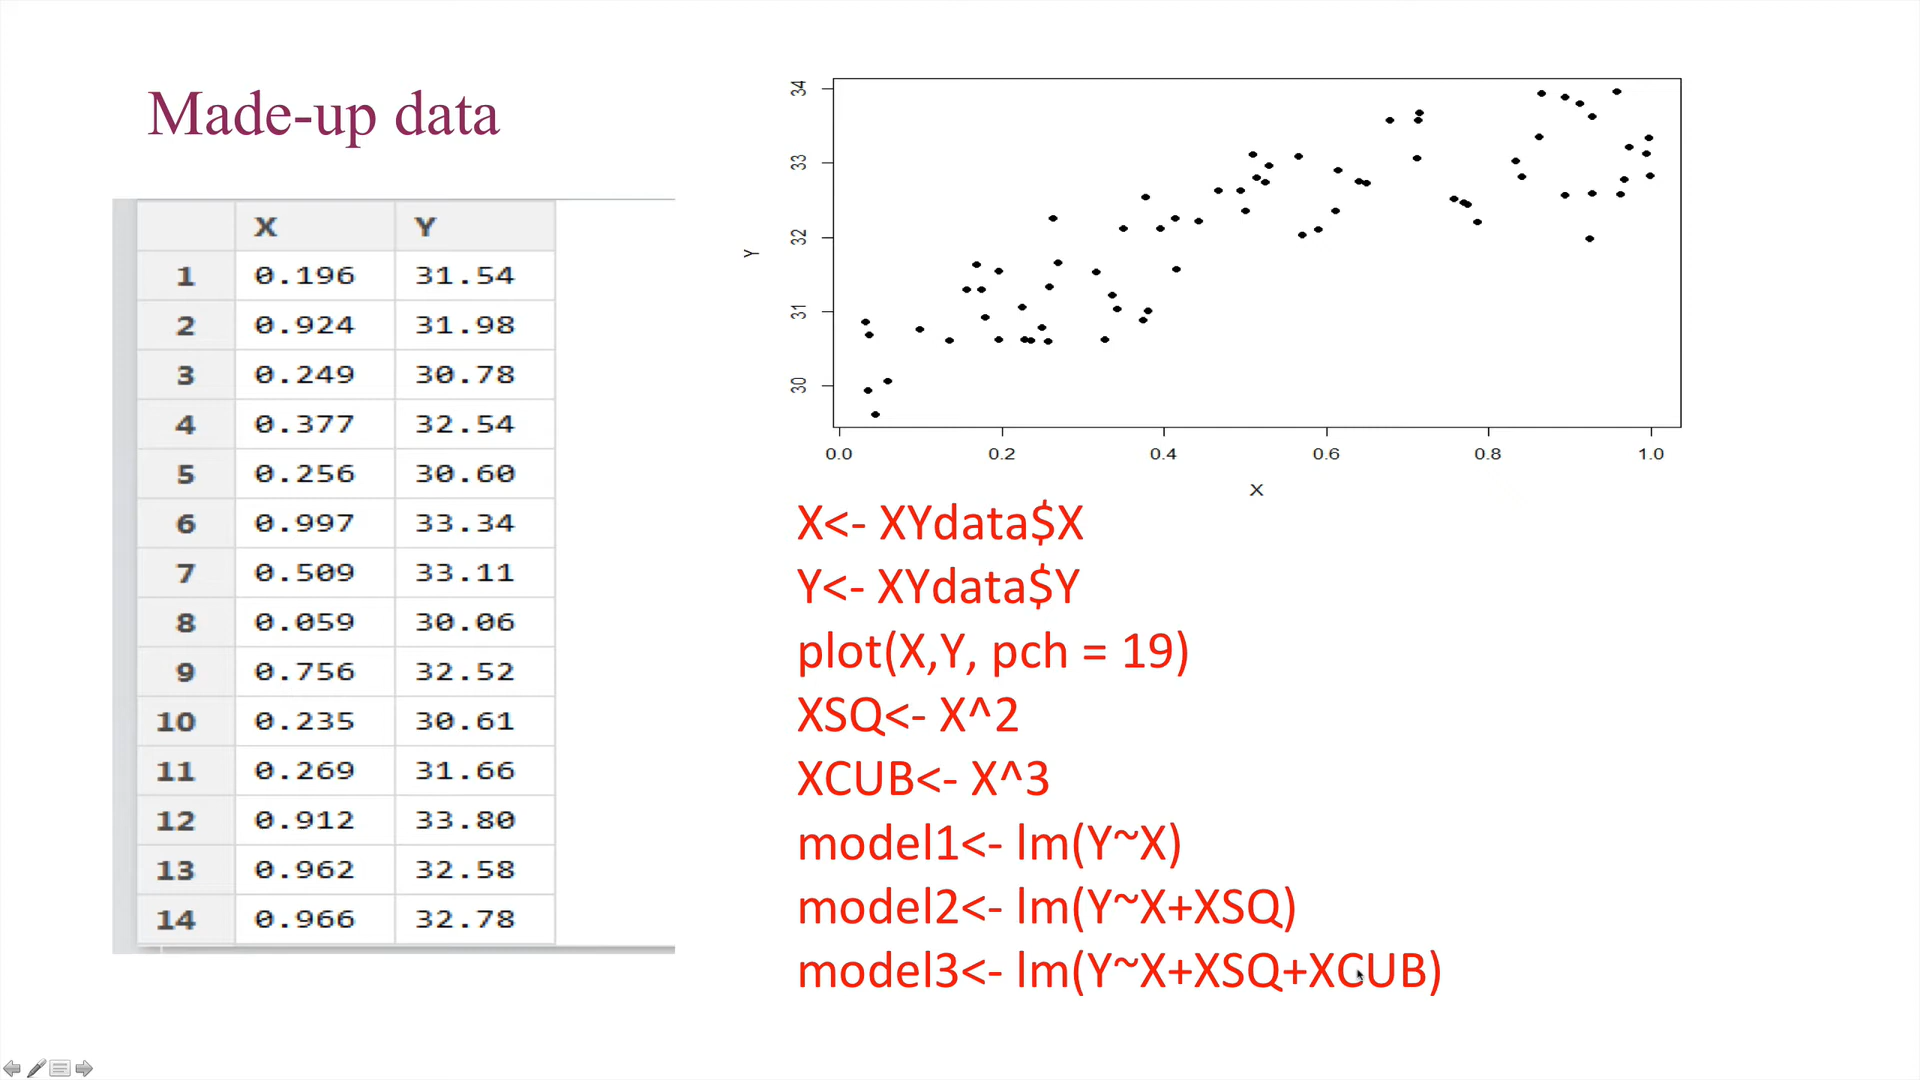 Made-up data
X Y
1 0.196 31.54
2 0.924 31.98
3 0.249 30.78
4 0.377 32.54
5 0.256 30.60
6 0.997 33.34
7 0.509 33.11
8 0.059 30.06
9 0.756 32.52
10 0.235 30.61
11 0.269 31.66
12 0.912 33.80
13 0.962 32.58
14 0.966 32.78
34
33
32
31
30
Y
0.0 0.2 0.4 0.6 0.8 1.0
X
X<- XYdata$X
Y<- XYdata$Y
plot(X,Y, pch = 19)
XSQ<- X^2
XCUB<- X^3
model1<- lm(Y~X)
model2<- lm(Y~X+XSQ)
model3<- lm(Y~X+XSQ+XCUB)